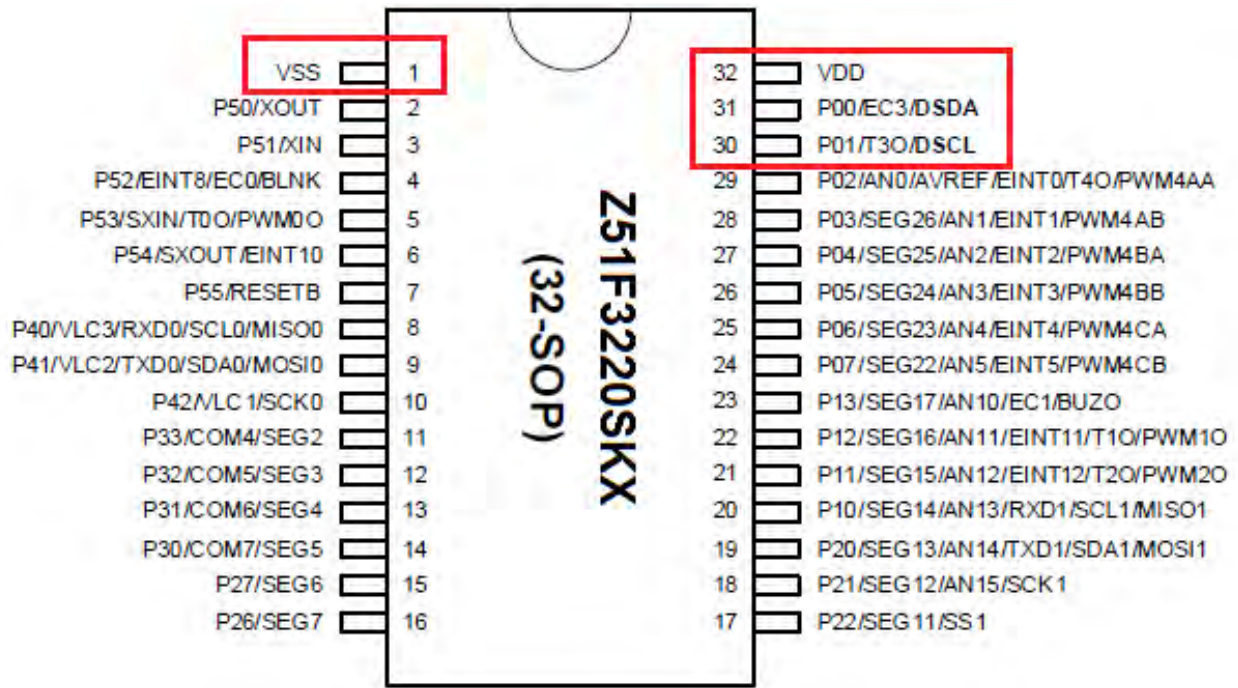 VSS 1 32 VDD
P50/XOUT 2 31 P00/EC3/DSDA
P51/XIN 3 30 P01/T3O/DSCL
P52/EINT8/EC0/BLNK 4 29 P02/AN0/AVREF/EINT0/T4O/PWM4AA
P53/SXIN/T0O/PWM0O 5 28 P03/SEG26/AN1/EINT1/PWM4AB
P54/SXOUT/EINT10 6 27 P04/SEG25/AN2/EINT2/PWM4BA
P55/RESETB 7 26 P05/SEG24/AN3/EINT3/PWM4BB
P40/VLC3/RXD0/SCL0/MISO0 8 25 P06/SEG23/AN4/EINT4/PWM4CA
P41/VLC2/TXD0/SDA0/MOSI0 9 24 P07/SEG22/AN5/EINT5/PWM4CB
P42/VLC1/SCK0 10 23 P13/SEG17/AN10/EC1/BUZO
P33/COM4/SEG2 11 22 P12/SEG16/AN11/EINT11/T1O/PWM1O
P32/COM5/SEG3 12 21 P11/SEG15/AN12/EINT12/T2O/PWM2O
P31/COM6/SEG4 13 20 P10/SEG14/AN13/RXD1/SCL1/MISO1
P30/COM7/SEG5 14 19 P20/SEG13/AN14/TXD1/SDA1/MOSI1
P27/SEG6 15 18 P21/SEG12/AN15/SCK1
P26/SEG7 16 17 P22/SEG11/SS1
Z51F3220SKX
(32-SOP)